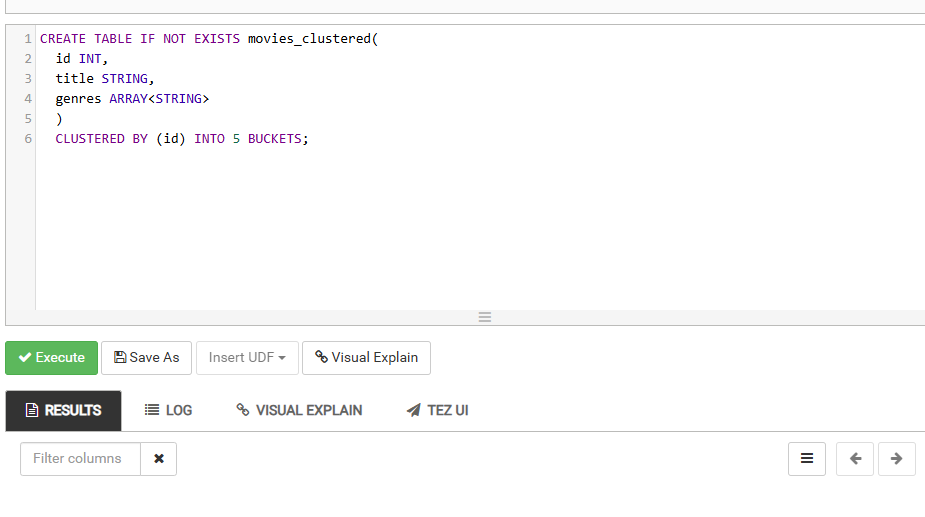 1 CREATE TABLE IF NOT EXISTS movies_clustered(
2 id INT,
3 title STRING,
4 genres ARRAY<STRING>
5 )
6 CLUSTERED BY (id) INTO 5 BUCKETS;
Execute Save As Insert UDF Visual Explain
RESULTS LOG VISUAL EXPLAIN TEZ UI
Filter columns